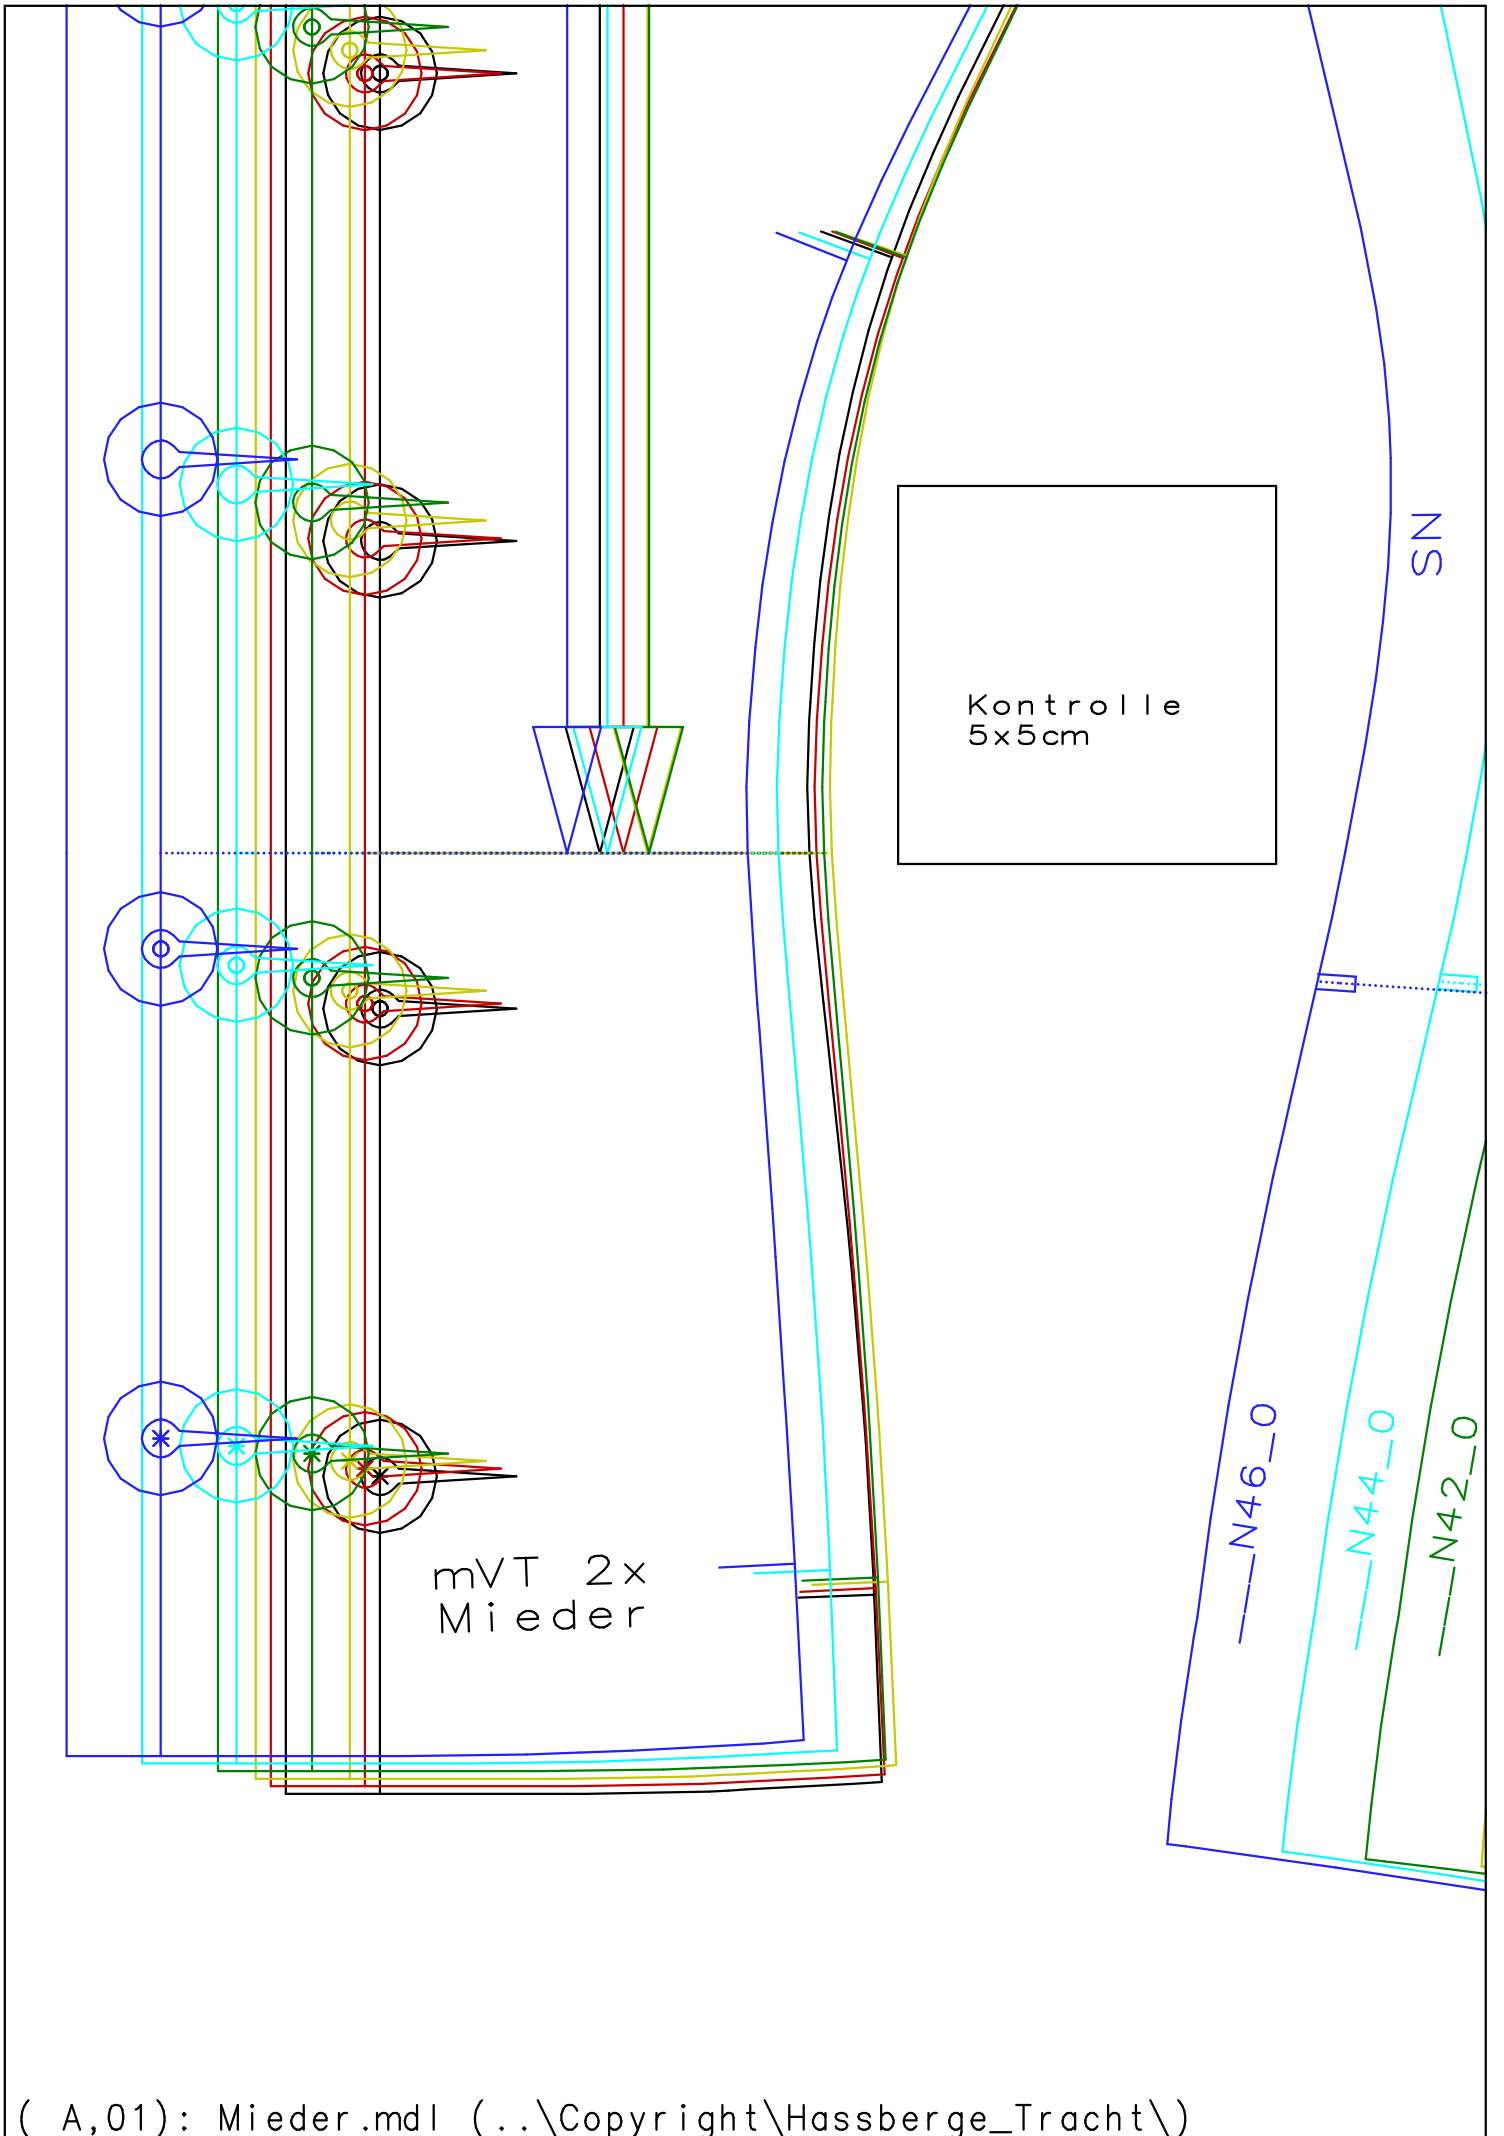 SN
Kontrolle
5x5cm
———N46_0
———N44_0
———N42_0
mVT 2x
Mieder
( A,01): Mieder.mdl (..\Copyright\Hassberge_Tracht\)